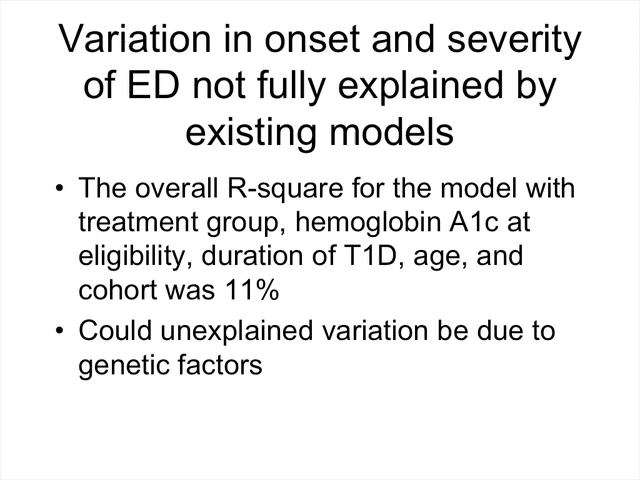 Variation in onset and severity
of ED not fully explained by
existing models
• The overall R-square for the model with
treatment group, hemoglobin A1c at
eligibility, duration of T1D, age, and
cohort was 11%
• Could unexplained variation be due to
genetic factors